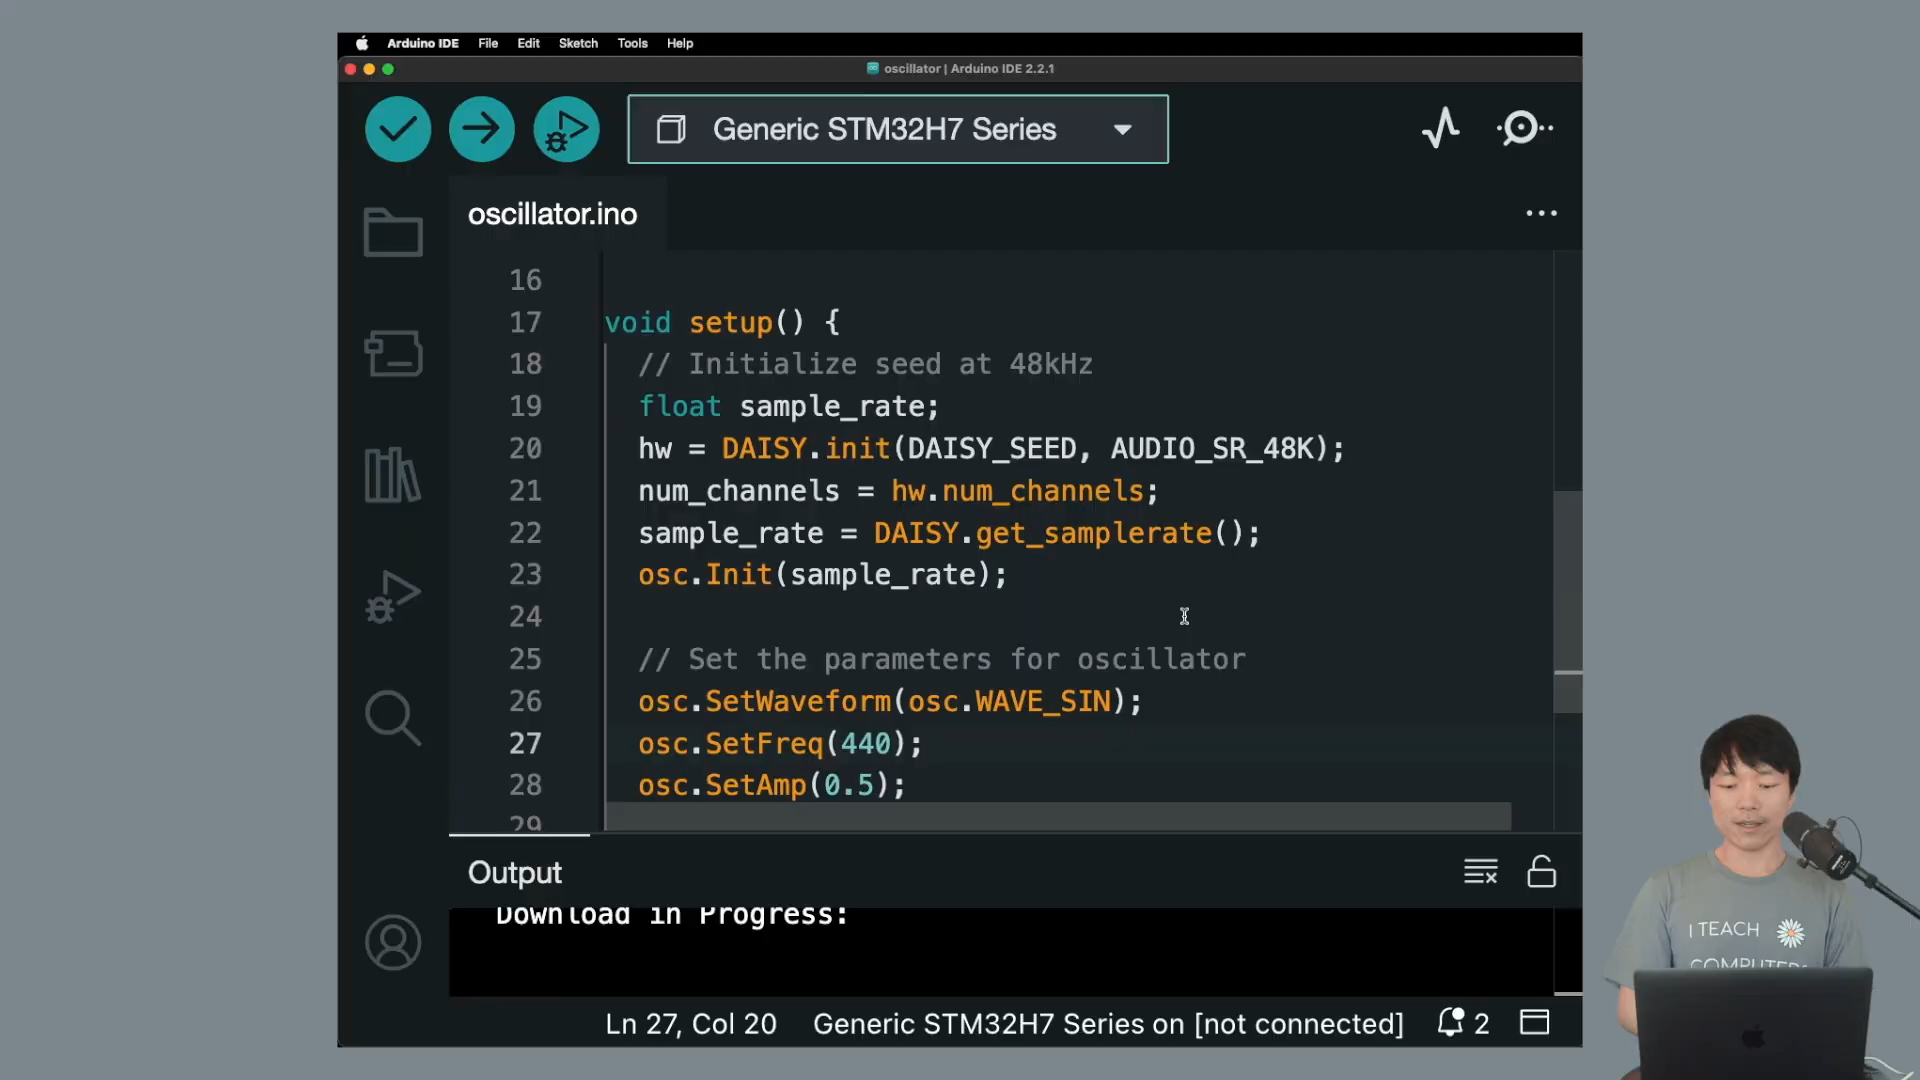 Arduino IDE File Edit Sketch Tools Help
oscillator | Arduino IDE 2.2.1
Generic STM32H7 Series
oscillator.ino
16
17 void setup() {
18 // Initialize seed at 48kHz
19 float sample_rate;
20 hw = DAISY.init(DAISY_SEED, AUDIO_SR_48K);
21 num_channels = hw.num_channels;
22 sample_rate = DAISY.get_samplerate();
23 osc.Init(sample_rate);
24
25 // Set the parameters for oscillator
26 osc.SetWaveform(osc.WAVE_SIN);
27 osc.SetFreq(440);
28 osc.SetAmp(0.5);
29
Output
Download in Progress:
Ln 27, Col 20 Generic STM32H7 Series on [not connected] 2
I TEACH
COMPUTERS